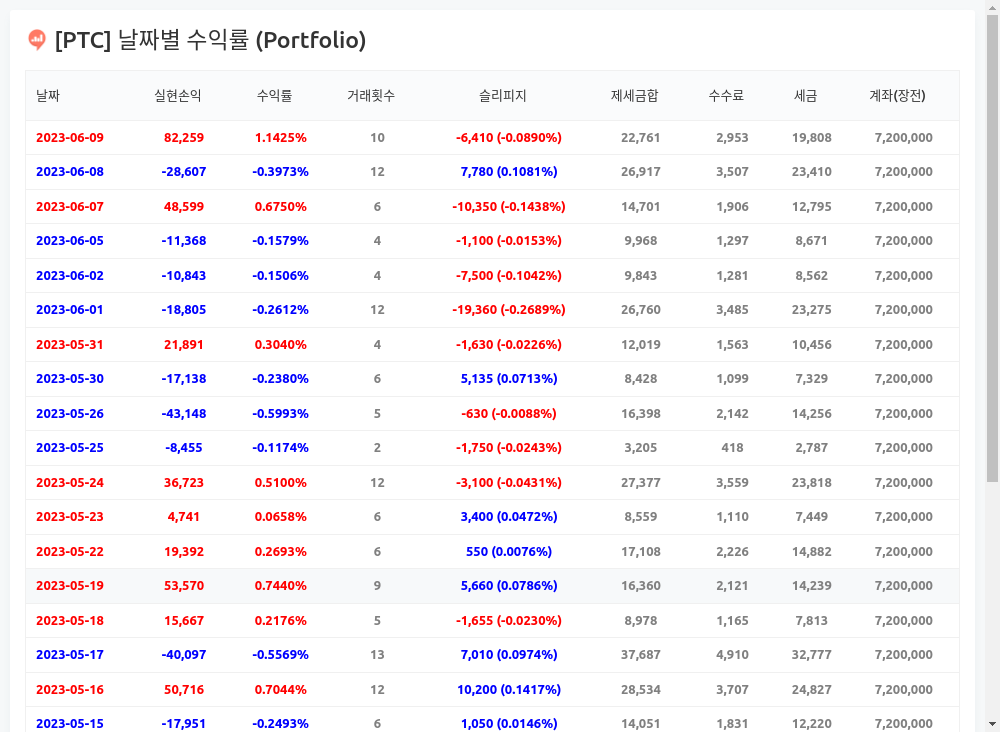 [PTC] 날짜별 수익률 (Portfolio)
날짜 실현손익 수익률 거래횟수 슬리피지 제세금합 수수료 세금 계좌(장전)
2023-06-09 82,259 1.1425% 10 -6,410 (-0.0890%) 22,761 2,953 19,808 7,200,000
2023-06-08 -28,607 -0.3973% 12 7,780 (0.1081%) 26,917 3,507 23,410 7,200,000
2023-06-07 48,599 0.6750% 6 -10,350 (-0.1438%) 14,701 1,906 12,795 7,200,000
2023-06-05 -11,368 -0.1579% 4 -1,100 (-0.0153%) 9,968 1,297 8,671 7,200,000
2023-06-02 -10,843 -0.1506% 4 -7,500 (-0.1042%) 9,843 1,281 8,562 7,200,000
2023-06-01 -18,805 -0.2612% 12 -19,360 (-0.2689%) 26,760 3,485 23,275 7,200,000
2023-05-31 21,891 0.3040% 4 -1,630 (-0.0226%) 12,019 1,563 10,456 7,200,000
2023-05-30 -17,138 -0.2380% 6 5,135 (0.0713%) 8,428 1,099 7,329 7,200,000
2023-05-26 -43,148 -0.5993% 5 -630 (-0.0088%) 16,398 2,142 14,256 7,200,000
2023-05-25 -8,455 -0.1174% 2 -1,750 (-0.0243%) 3,205 418 2,787 7,200,000
2023-05-24 36,723 0.5100% 12 -3,100 (-0.0431%) 27,377 3,559 23,818 7,200,000
2023-05-23 4,741 0.0658% 6 3,400 (0.0472%) 8,559 1,110 7,449 7,200,000
2023-05-22 19,392 0.2693% 6 550 (0.0076%) 17,108 2,226 14,882 7,200,000
2023-05-19 53,570 0.7440% 9 5,660 (0.0786%) 16,360 2,121 14,239 7,200,000
2023-05-18 15,667 0.2176% 5 -1,655 (-0.0230%) 8,978 1,165 7,813 7,200,000
2023-05-17 -40,097 -0.5569% 13 7,010 (0.0974%) 37,687 4,910 32,777 7,200,000
2023-05-16 50,716 0.7044% 12 10,200 (0.1417%) 28,534 3,707 24,827 7,200,000
2023-05-15 -17,951 -0.2493% 6 1,050 (0.0146%) 14,051 1,831 12,220 7,200,000